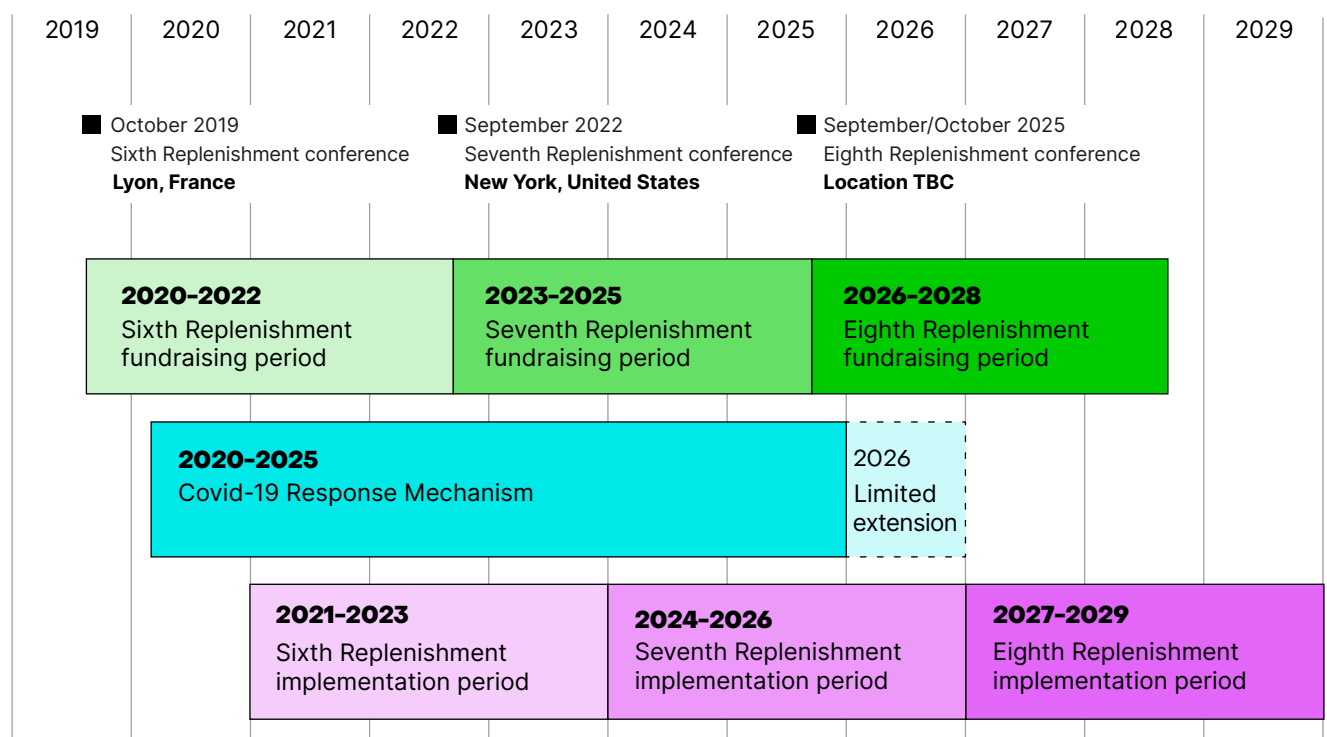 2019 2020 2021 2022 2023 2024 2025 2026 2027 2028 2029
October 2019
Sixth Replenishment conference
Lyon, France
September 2022
Seventh Replenishment conference
New York, United States
September/October 2025
Eighth Replenishment conference
Location TBC
2020–2022
Sixth Replenishment
fundraising period
2023–2025
Seventh Replenishment
fundraising period
2026–2028
Eighth Replenishment
fundraising period
2020–2025
Covid-19 Response Mechanism
2026
Limited
extension
2021–2023
Sixth Replenishment
implementation period
2024–2026
Seventh Replenishment
implementation period
2027–2029
Eighth Replenishment
implementation period